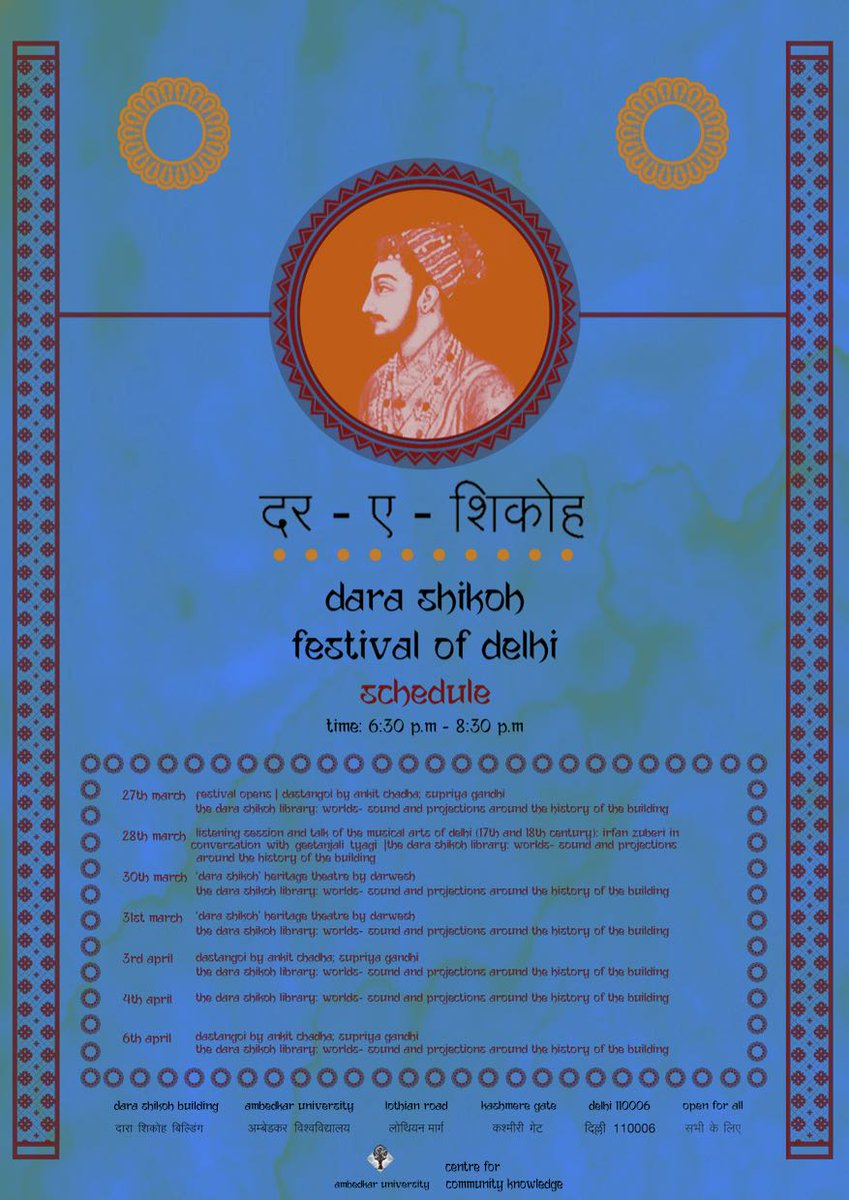 दर - ए - शिकोह
dara shikoh
festival of delhi
schedule
time: 6:30 p.m - 8:30 p.m
27th march festival opens | dastangoi by ankit chadha; supriya gandhi
the dara shikoh library: worlds- sound and projections around the history of the building
28th march listening session and talk of the musical arts of delhi (17th and 18th century): irfan zuberi in
conversation with geetanjali tyagi |the dara shikoh library: worlds- sound and projections
around the history of the building
30th march 'dara shikoh' heritage theatre by darwesh
the dara shikoh library: worlds- sound and projections around the history of the building
31st march 'dara shikoh' heritage theatre by darwesh
the dara shikoh library: worlds- sound and projections around the history of the building
3rd april dastangoi by ankit chadha; supriya gandhi
the dara shikoh library: worlds- sound and projections around the history of the building
4th april the dara shikoh library: worlds- sound and projections around the history of the building
6th april dastangoi by ankit chadha; supriya gandhi
the dara shikoh library: worlds- sound and projections around the history of the building
dara shikoh building ambedkar university lothian road kashmere gate delhi 110006 open for all
दारा शिकोह बिल्डिंग अम्बेडकर विश्वविद्यालय लोथियन मार्ग कश्मीरी गेट दिल्ली 110006 सभी के लिए
ambedkar university
centre for
community knowledge